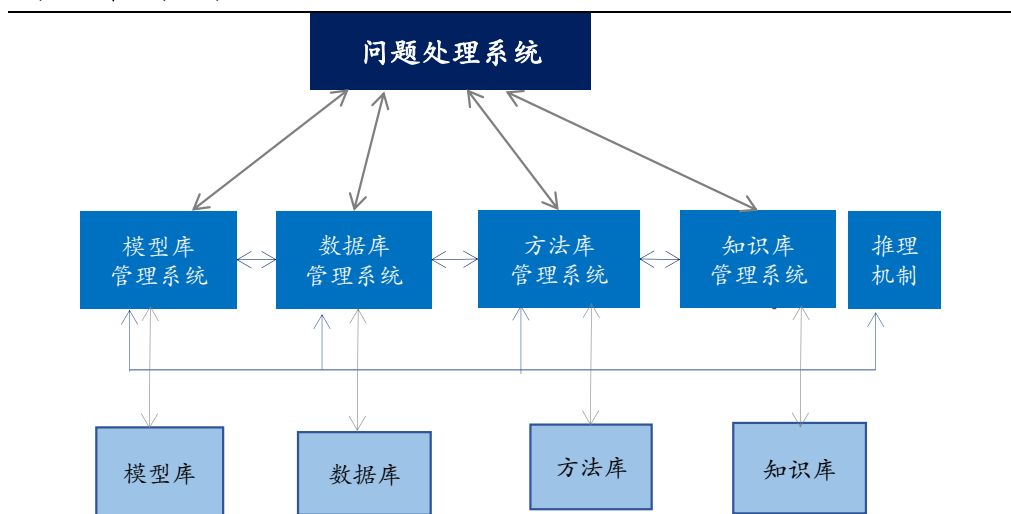 问题处理系统
模型库
管理系统
数据库
管理系统
方法库
管理系统
知识库
管理系统
推理
机制
模型库
数据库
方法库
知识库